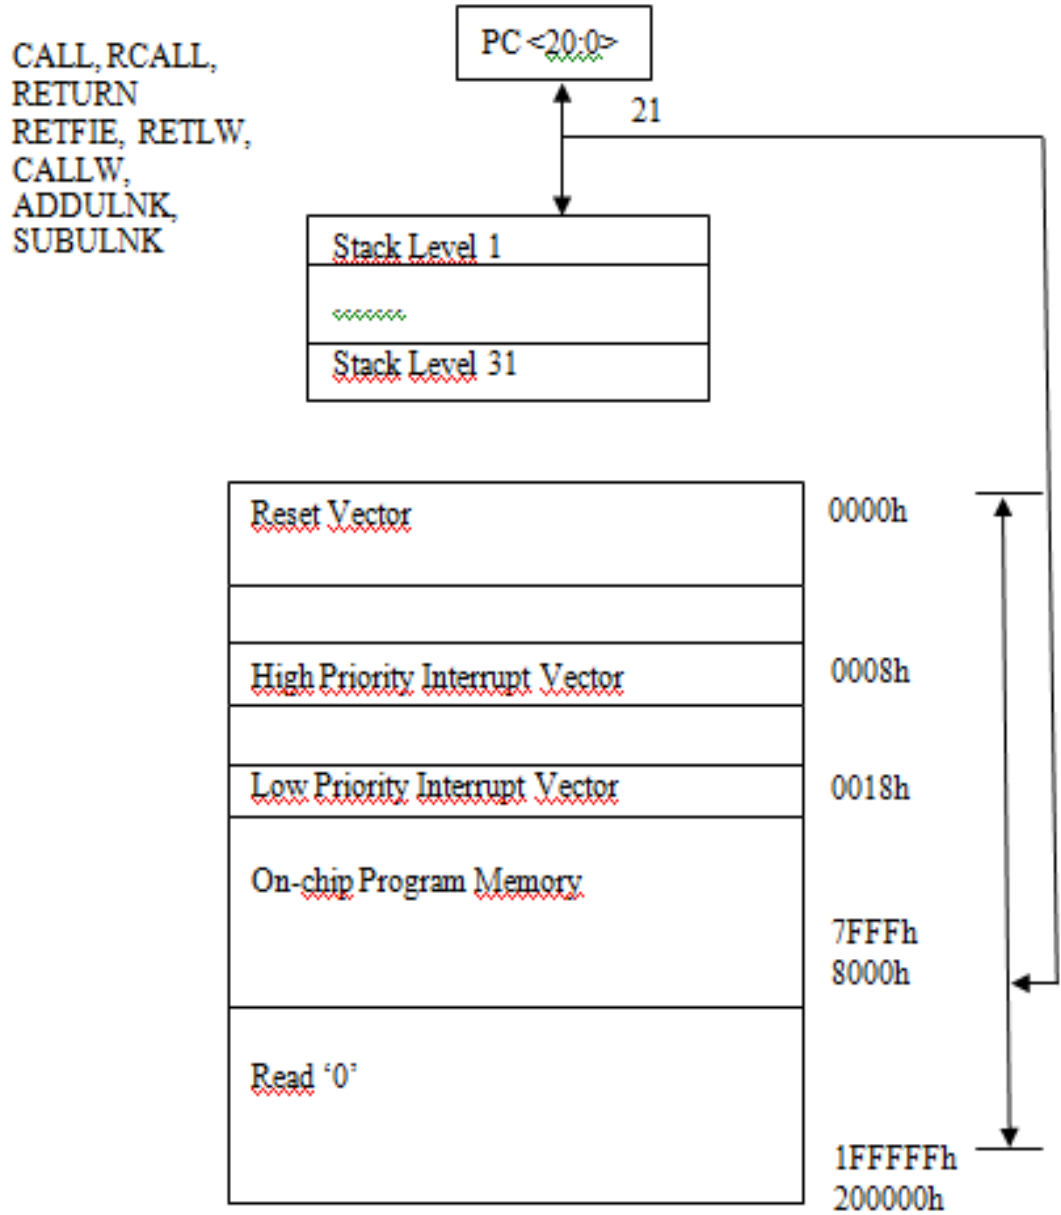 PC <20:0>
CALL, RCALL,
RETURN
RETFIE, RETLW,
CALLW,
ADDULNK,
SUBULNK
21
Stack Level 1
.......
Stack Level 31
Reset Vector
0000h
High Priority Interrupt Vector
0008h
Low Priority Interrupt Vector
0018h
On-chip Program Memory
7FFFh
8000h
Read ‘0’
1FFFFFh
200000h